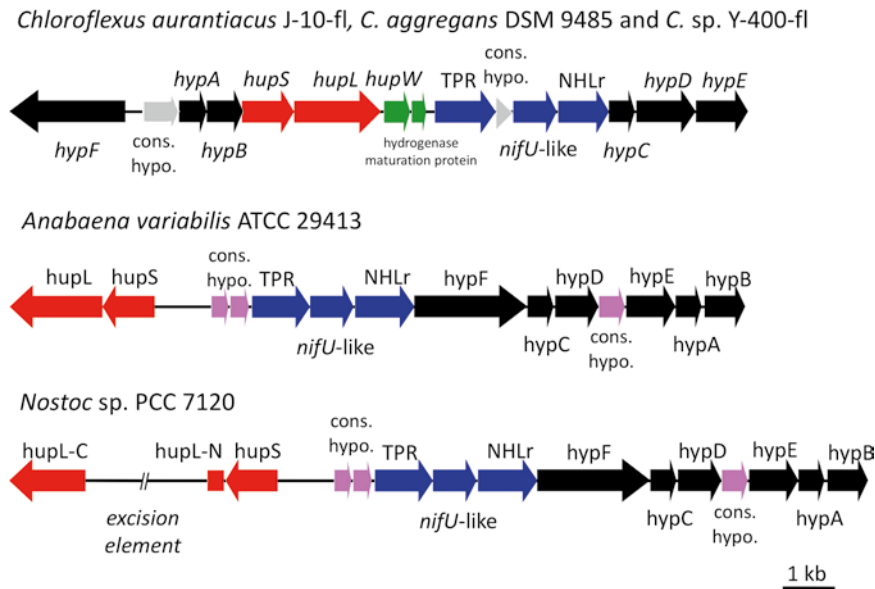 Chloroflexus aurantiacus J-10-fl, C. aggregans DSM 9485 and C. sp. Y-400-fl
cons.
hypo.
hypA hupS hupL hupW TPR hypD hypE
hypF
cons.
hypo.
hypB
hydrogenase
maturation protein
nifU-like
hypC
Anabaena variabilis ATCC 29413
cons.
hypo.
hupL hupS TPR NHLr hypF hypD hypE hypB
nifU-like
hypC
cons.
hypo.
hypA
Nostoc sp. PCC 7120
cons.
hypo.
hupL-C hupL-N hupS TPR NHLr hypF hypD hypE hypB
excision
element
nifU-like
hypC
cons.
hypo.
hypA
1 kb